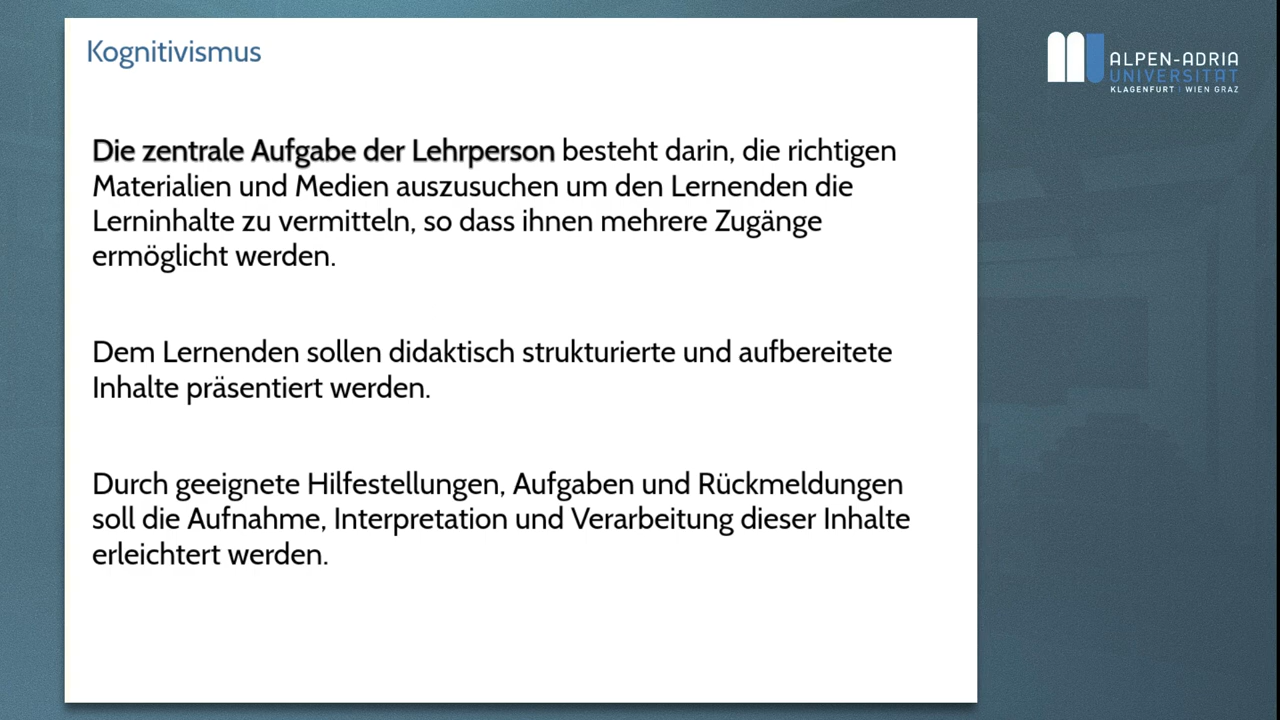 Kognitivismus
ALPEN-ADRIA
UNIVERSITÄT
KLAGENFURT | WIEN GRAZ
Die zentrale Aufgabe der Lehrperson besteht darin, die richtigen
Materialien und Medien auszusuchen um den Lernenden die
Lerninhalte zu vermitteln, so dass ihnen mehrere Zugänge
ermöglicht werden.
Dem Lernenden sollen didaktisch strukturierte und aufbereitete
Inhalte präsentiert werden.
Durch geeignete Hilfestellungen, Aufgaben und Rückmeldungen
soll die Aufnahme, Interpretation und Verarbeitung dieser Inhalte
erleichtert werden.